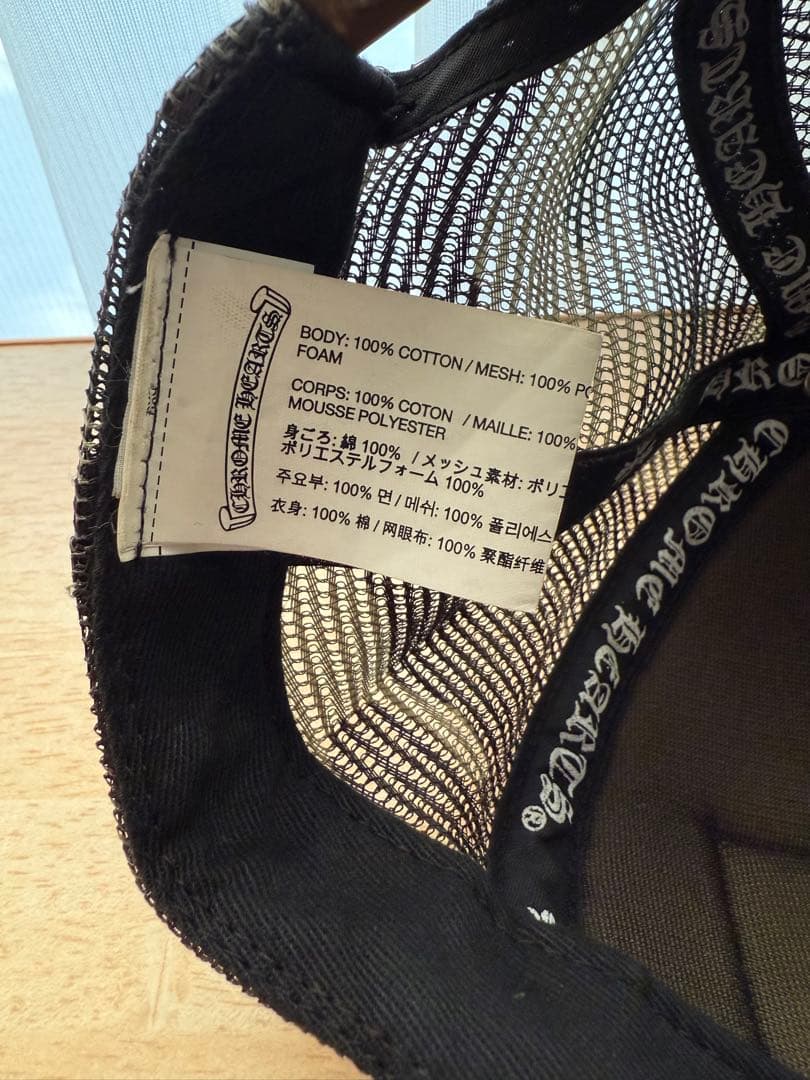 CHROME HEARTS
BODY: 100% COTTON / MESH: 100% PO
FOAM
CORPS: 100% COTON / MAILLE: 100%
MOUSSE POLYESTER
身ごろ: 綿 100% / メッシュ素材: ポリエ
ポリエステルフォーム 100%
주요부: 100% 면 / 메쉬: 100% 폴리에스
衣身: 100% 棉 / 网眼布: 100% 聚酯纤维
CHROME HEARTS®